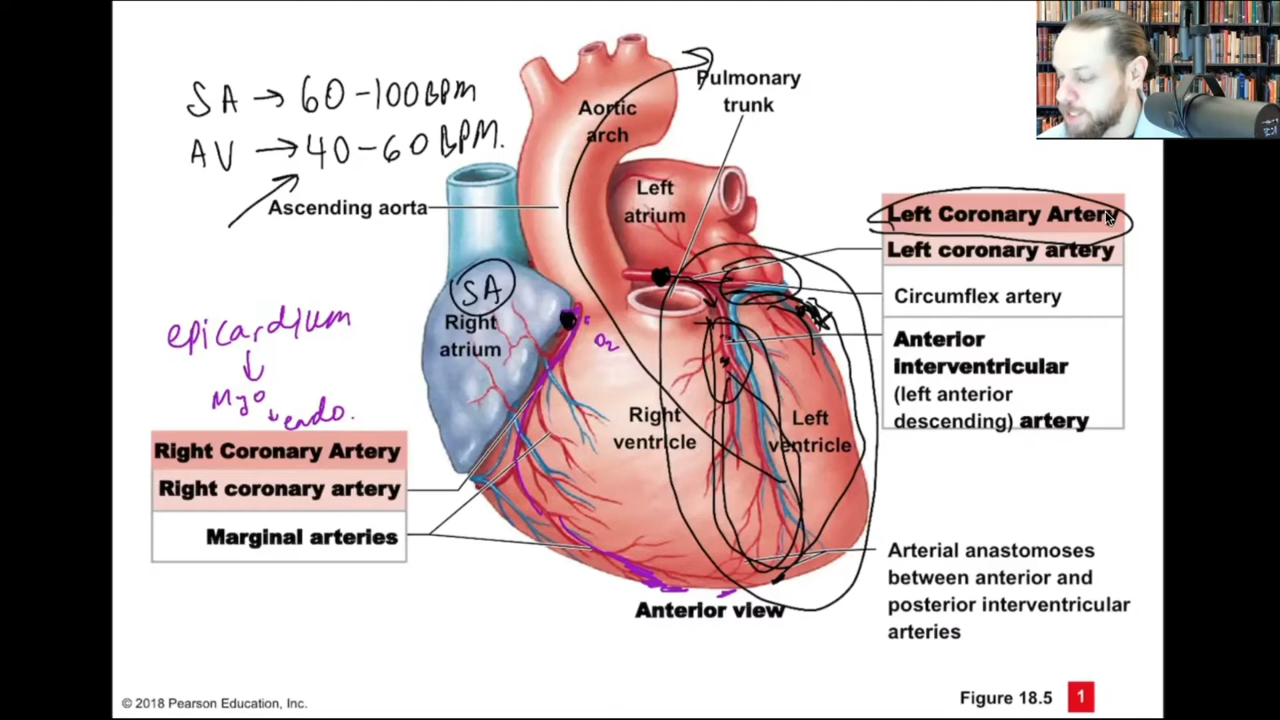 SA → 60-100BPM
AV → 40-60BPM.
Pulmonary
trunk
Aortic
arch
Ascending aorta
Left
atrium
Left Coronary Artery
Left coronary artery
Circumflex artery
Anterior
interventricular
(left anterior
descending) artery
SA
Right
atrium
O2
epicardium
Myo
endo.
Right
ventricle
Left
ventricle
Right Coronary Artery
Right coronary artery
Marginal arteries
Arterial anastomoses
between anterior and
posterior interventricular
arteries
Anterior view
© 2018 Pearson Education, Inc.
Figure 18.5 1